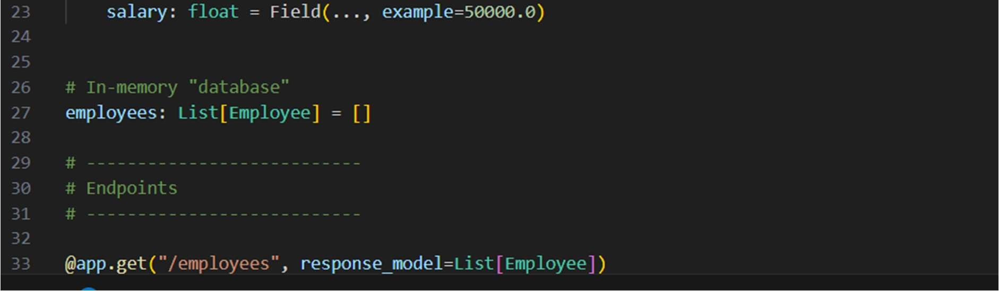 23 salary: float = Field(..., example=50000.0)
24
25
26 # In-memory "database"
27 employees: List[Employee] = []
28
29 # ---------------------------
30 # Endpoints
31 # ---------------------------
32
33 @app.get("/employees", response_model=List[Employee])